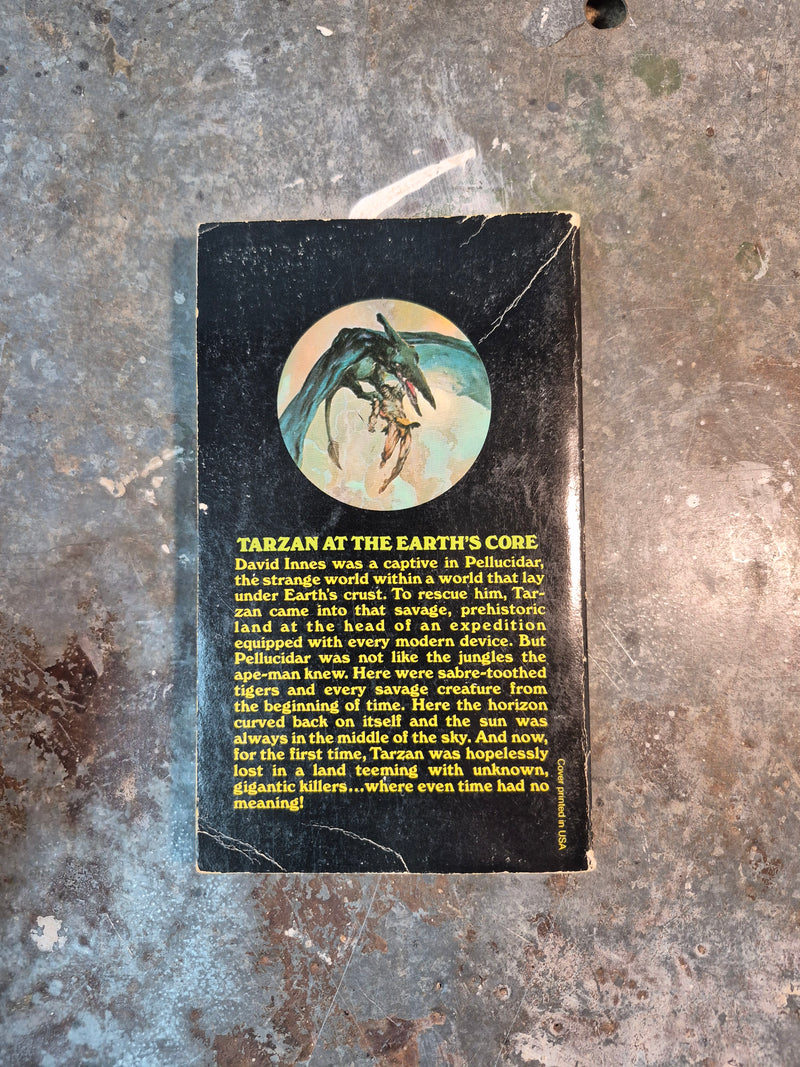 TARZAN AT THE EARTH'S CORE
David Innes was a captive in Pellucidar,
the strange world within a world that lay
under Earth's crust. To rescue him, Tar-
zan came into that savage, prehistoric
land at the head of an expedition
equipped with every modern device. But
Pellucidar was not like the jungles the
ape-man knew. Here were sabre-toothed
tigers and every savage creature from
the beginning of time. Here the horizon
curved back on itself and the sun was
always in the middle of the sky. And now,
for the first time, Tarzan was hopelessly
lost in a land teeming with unknown,
gigantic killers...where even time had no
meaning!
Cover printed in USA